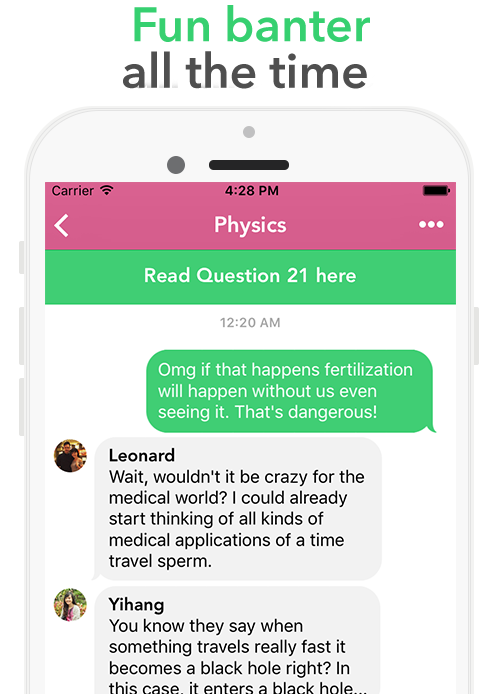 Fun banter
all the time
Carrier 4:28 PM
Physics
Read Question 21 here
12:20 AM
Omg if that happens fertilization
will happen without us even
seeing it. That's dangerous!
Leonard
Wait, wouldn't it be crazy for the
medical world? I could already
start thinking of all kinds of
medical applications of a time
travel sperm.
Yihang
You know they say when
something travels really fast it
becomes a black hole right? In
this case, it enters a black hole...